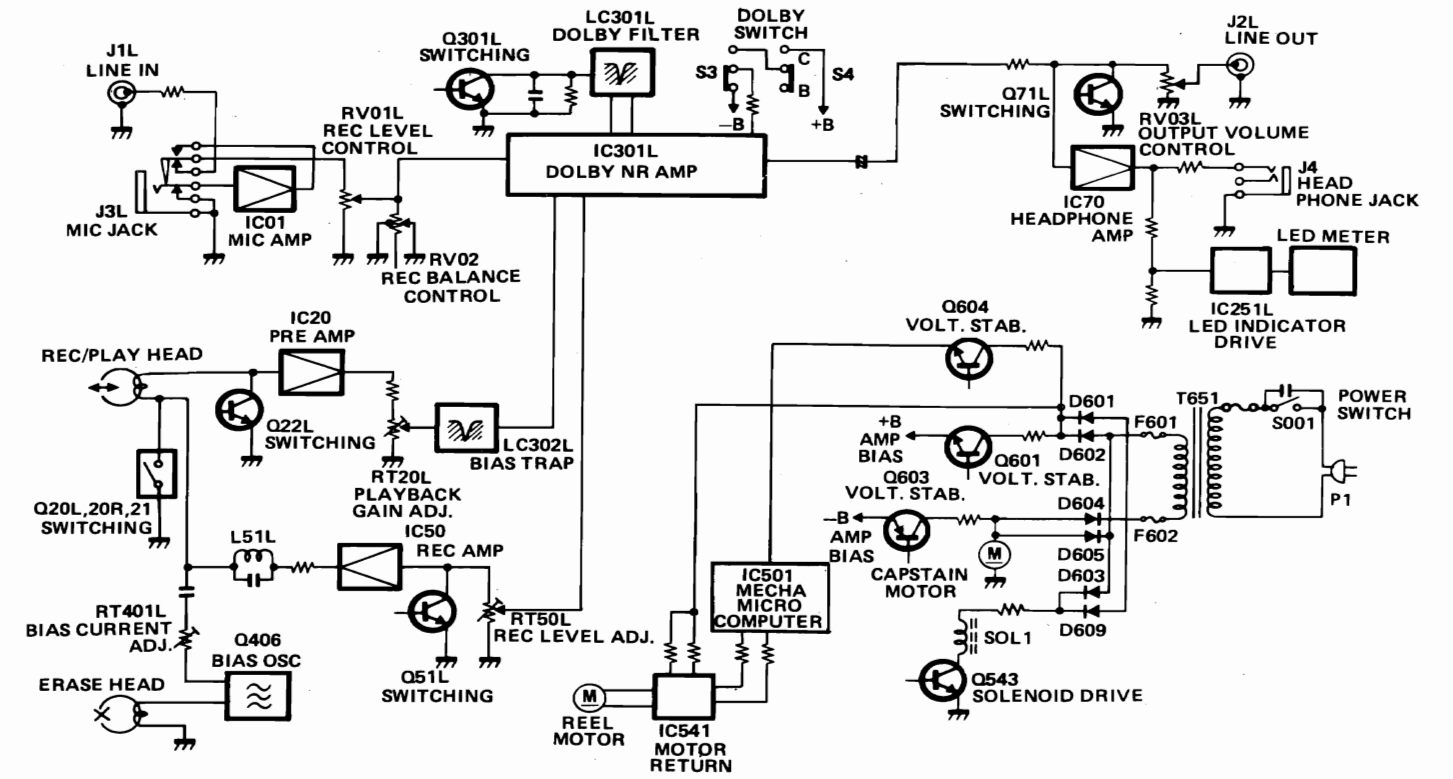 J1L
LINE IN
J3L
MIC JACK
IC01
MIC AMP
RV01L
REC LEVEL
CONTROL
RV02
REC BALANCE
CONTROL
Q301L
SWITCHING
LC301L
DOLBY FILTER
DOLBY
SWITCH
S3
C
B
S4
–B
+B
IC301L
DOLBY NR AMP
Q71L
SWITCHING
J2L
LINE OUT
RV03L
OUTPUT VOLUME
CONTROL
IC70
HEADPHONE
AMP
J4
HEAD
PHONE JACK
LED METER
IC251L
LED INDICATOR
DRIVE
REC/PLAY HEAD
IC20
PRE AMP
Q22L
SWITCHING
RT20L
PLAYBACK
GAIN ADJ.
LC302L
BIAS TRAP
Q20L,20R,21
SWITCHING
L51L
IC50
REC AMP
Q51L
SWITCHING
RT50L
REC LEVEL ADJ.
RT401L
BIAS CURRENT
ADJ.
Q406
BIAS OSC
ERASE HEAD
Q604
VOLT. STAB.
+B
AMP
BIAS
Q601
VOLT. STAB.
Q603
VOLT. STAB.
–B
AMP
BIAS
M
CAPSTAIN
MOTOR
D601
D602
D604
D605
D603
D609
F601
F602
T651
S001
POWER
SWITCH
P1
IC501
MECHA
MICRO
COMPUTER
M
REEL
MOTOR
IC541
MOTOR
RETURN
SOL1
Q543
SOLENOID DRIVE